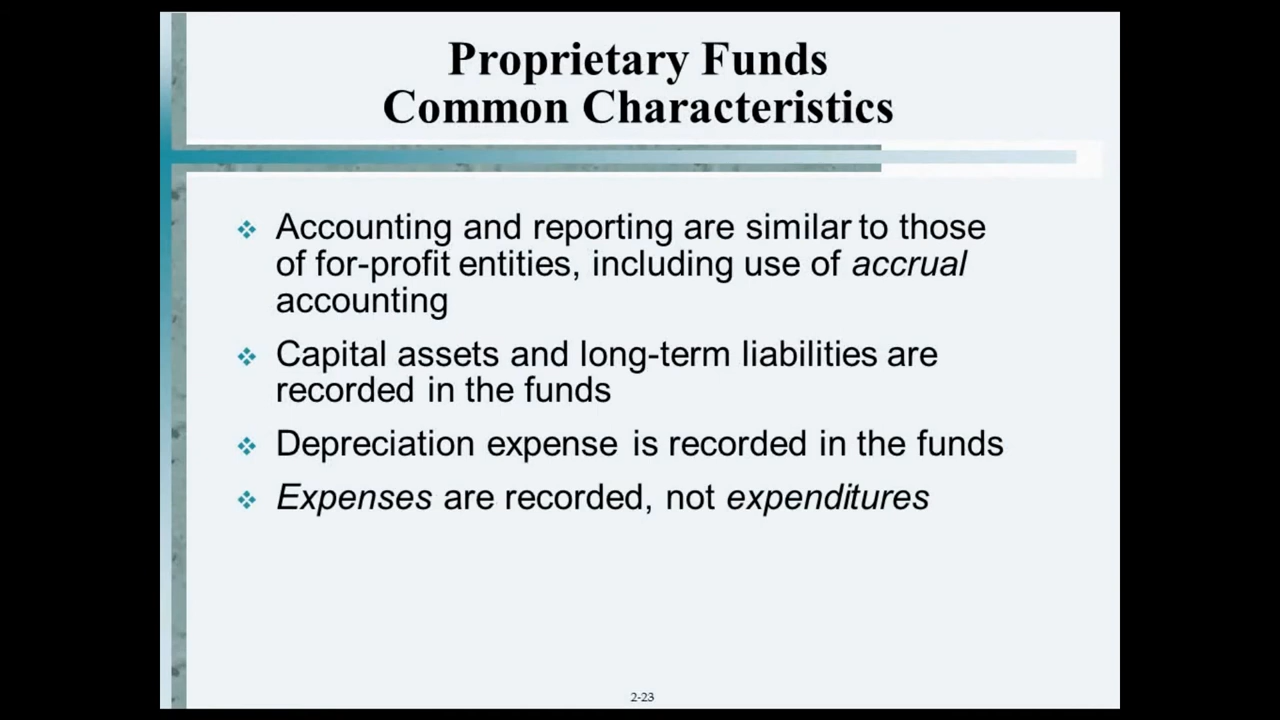 Proprietary Funds
Common Characteristics
Accounting and reporting are similar to those
of for-profit entities, including use of accrual
accounting
Capital assets and long-term liabilities are
recorded in the funds
Depreciation expense is recorded in the funds
Expenses are recorded, not expenditures
2-23